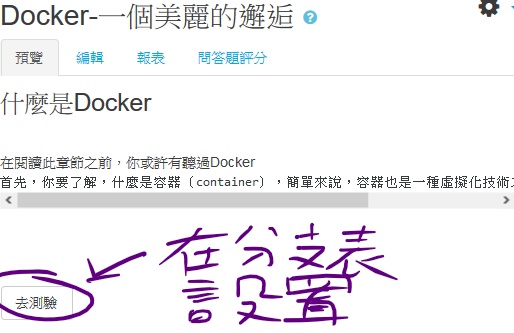 Docker-一個美麗的邂逅
預覽 編輯 報表 問答題評分
什麼是Docker
在閱讀此章節之前，你或許有聽過Docker
首先，你要了解，什麼是容器（container），簡單來說，容器也是一種虛擬化技術
在分支表
設置
去測驗